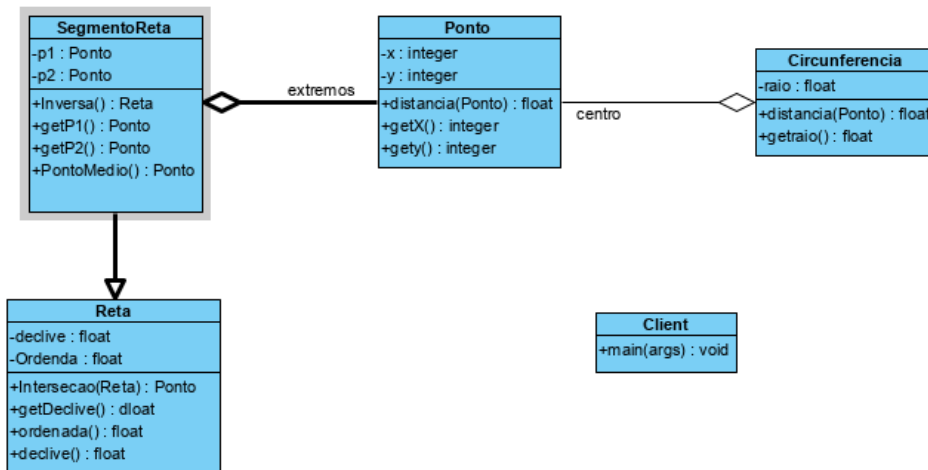 SegmentoReta
-p1 : Ponto
-p2 : Ponto
+Inversa() : Reta
+getP1() : Ponto
+getP2() : Ponto
+PontoMedio() : Ponto
extremos
Ponto
-x : integer
-y : integer
+distancia(Ponto) : float
+getX() : integer
+gety() : integer
centro
Circunferencia
-raio : float
+distancia(Ponto) : float
+getraio() : float
Reta
-declive : float
-Ordenda : float
+Intersecao(Reta) : Ponto
+getDeclive() : dloat
+ordenada() : float
+declive() : float
Client
+main(args) : void